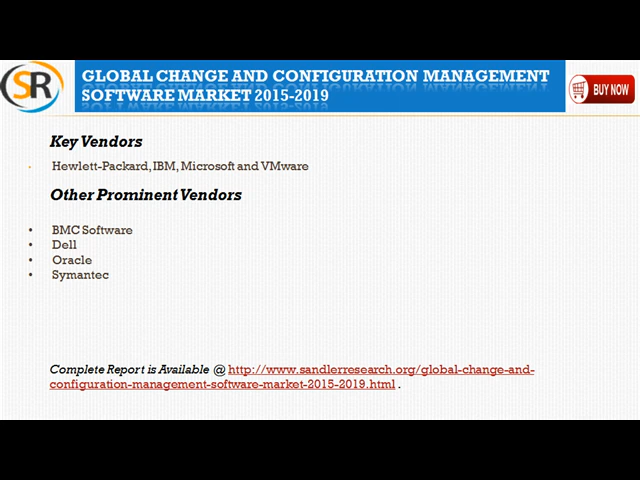 SR
GLOBAL CHANGE AND CONFIGURATION MANAGEMENT
SOFTWARE MARKET 2015-2019
BUY NOW
Key Vendors
Hewlett-Packard, IBM, Microsoft and VMware
Other Prominent Vendors
• BMC Software
• Dell
• Oracle
• Symantec
Complete Report is Available @ http://www.sandlerresearch.org/global-change-and-
configuration-management-software-market-2015-2019.html .